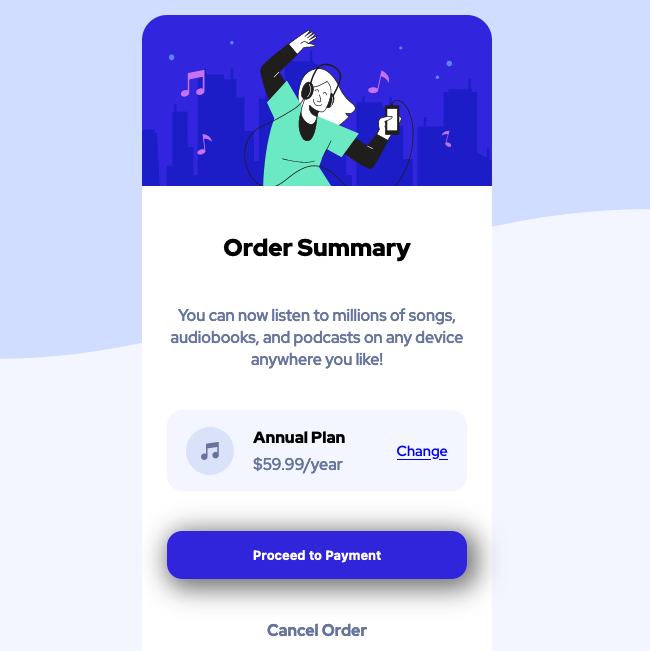 Order Summary
You can now listen to millions of songs,
audiobooks, and podcasts on any device
anywhere you like!
Annual Plan
$59.99/year
Change
Proceed to Payment
Cancel Order